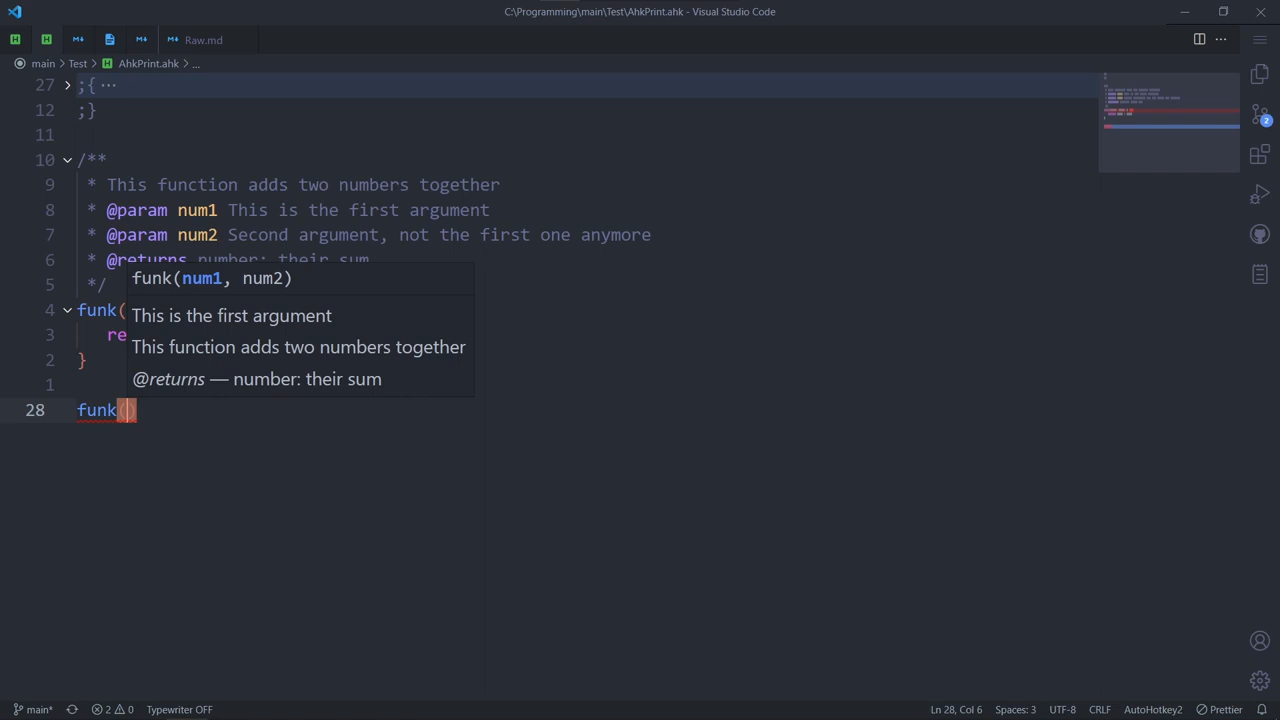 C:\Programming\main\Test\AhkPrint.ahk - Visual Studio Code
Raw.md
main > Test > AhkPrint.ahk > ...
27 ;{ ···
12 ;}
11
10 /**
9 * This function adds two numbers together
8 * @param num1 This is the first argument
7 * @param num2 Second argument, not the first one anymore
6 * @returns number: their sum
5 */
funk(num1, num2)
4 funk(
This is the first argument
3 re
This function adds two numbers together
2 }
@returns — number: their sum
1
28 funk()
2
main* 2 0 Typewriter OFF Ln 28, Col 6 Spaces: 3 UTF-8 CRLF AutoHotkey2 Prettier